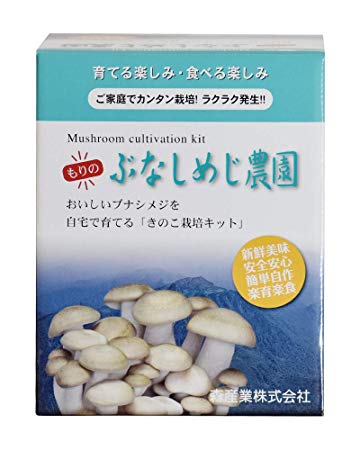 育てる楽しみ・食べる楽しみ
ご家庭でカンタン栽培! ラクラク発生!!
Mushroom cultivation kit
もりの
ぶなしめじ農園
おいしいブナシメジを
自宅で育てる「きのこ栽培キット」
新鮮美味
安全安心
簡単自作
楽育楽食
森産業株式会社